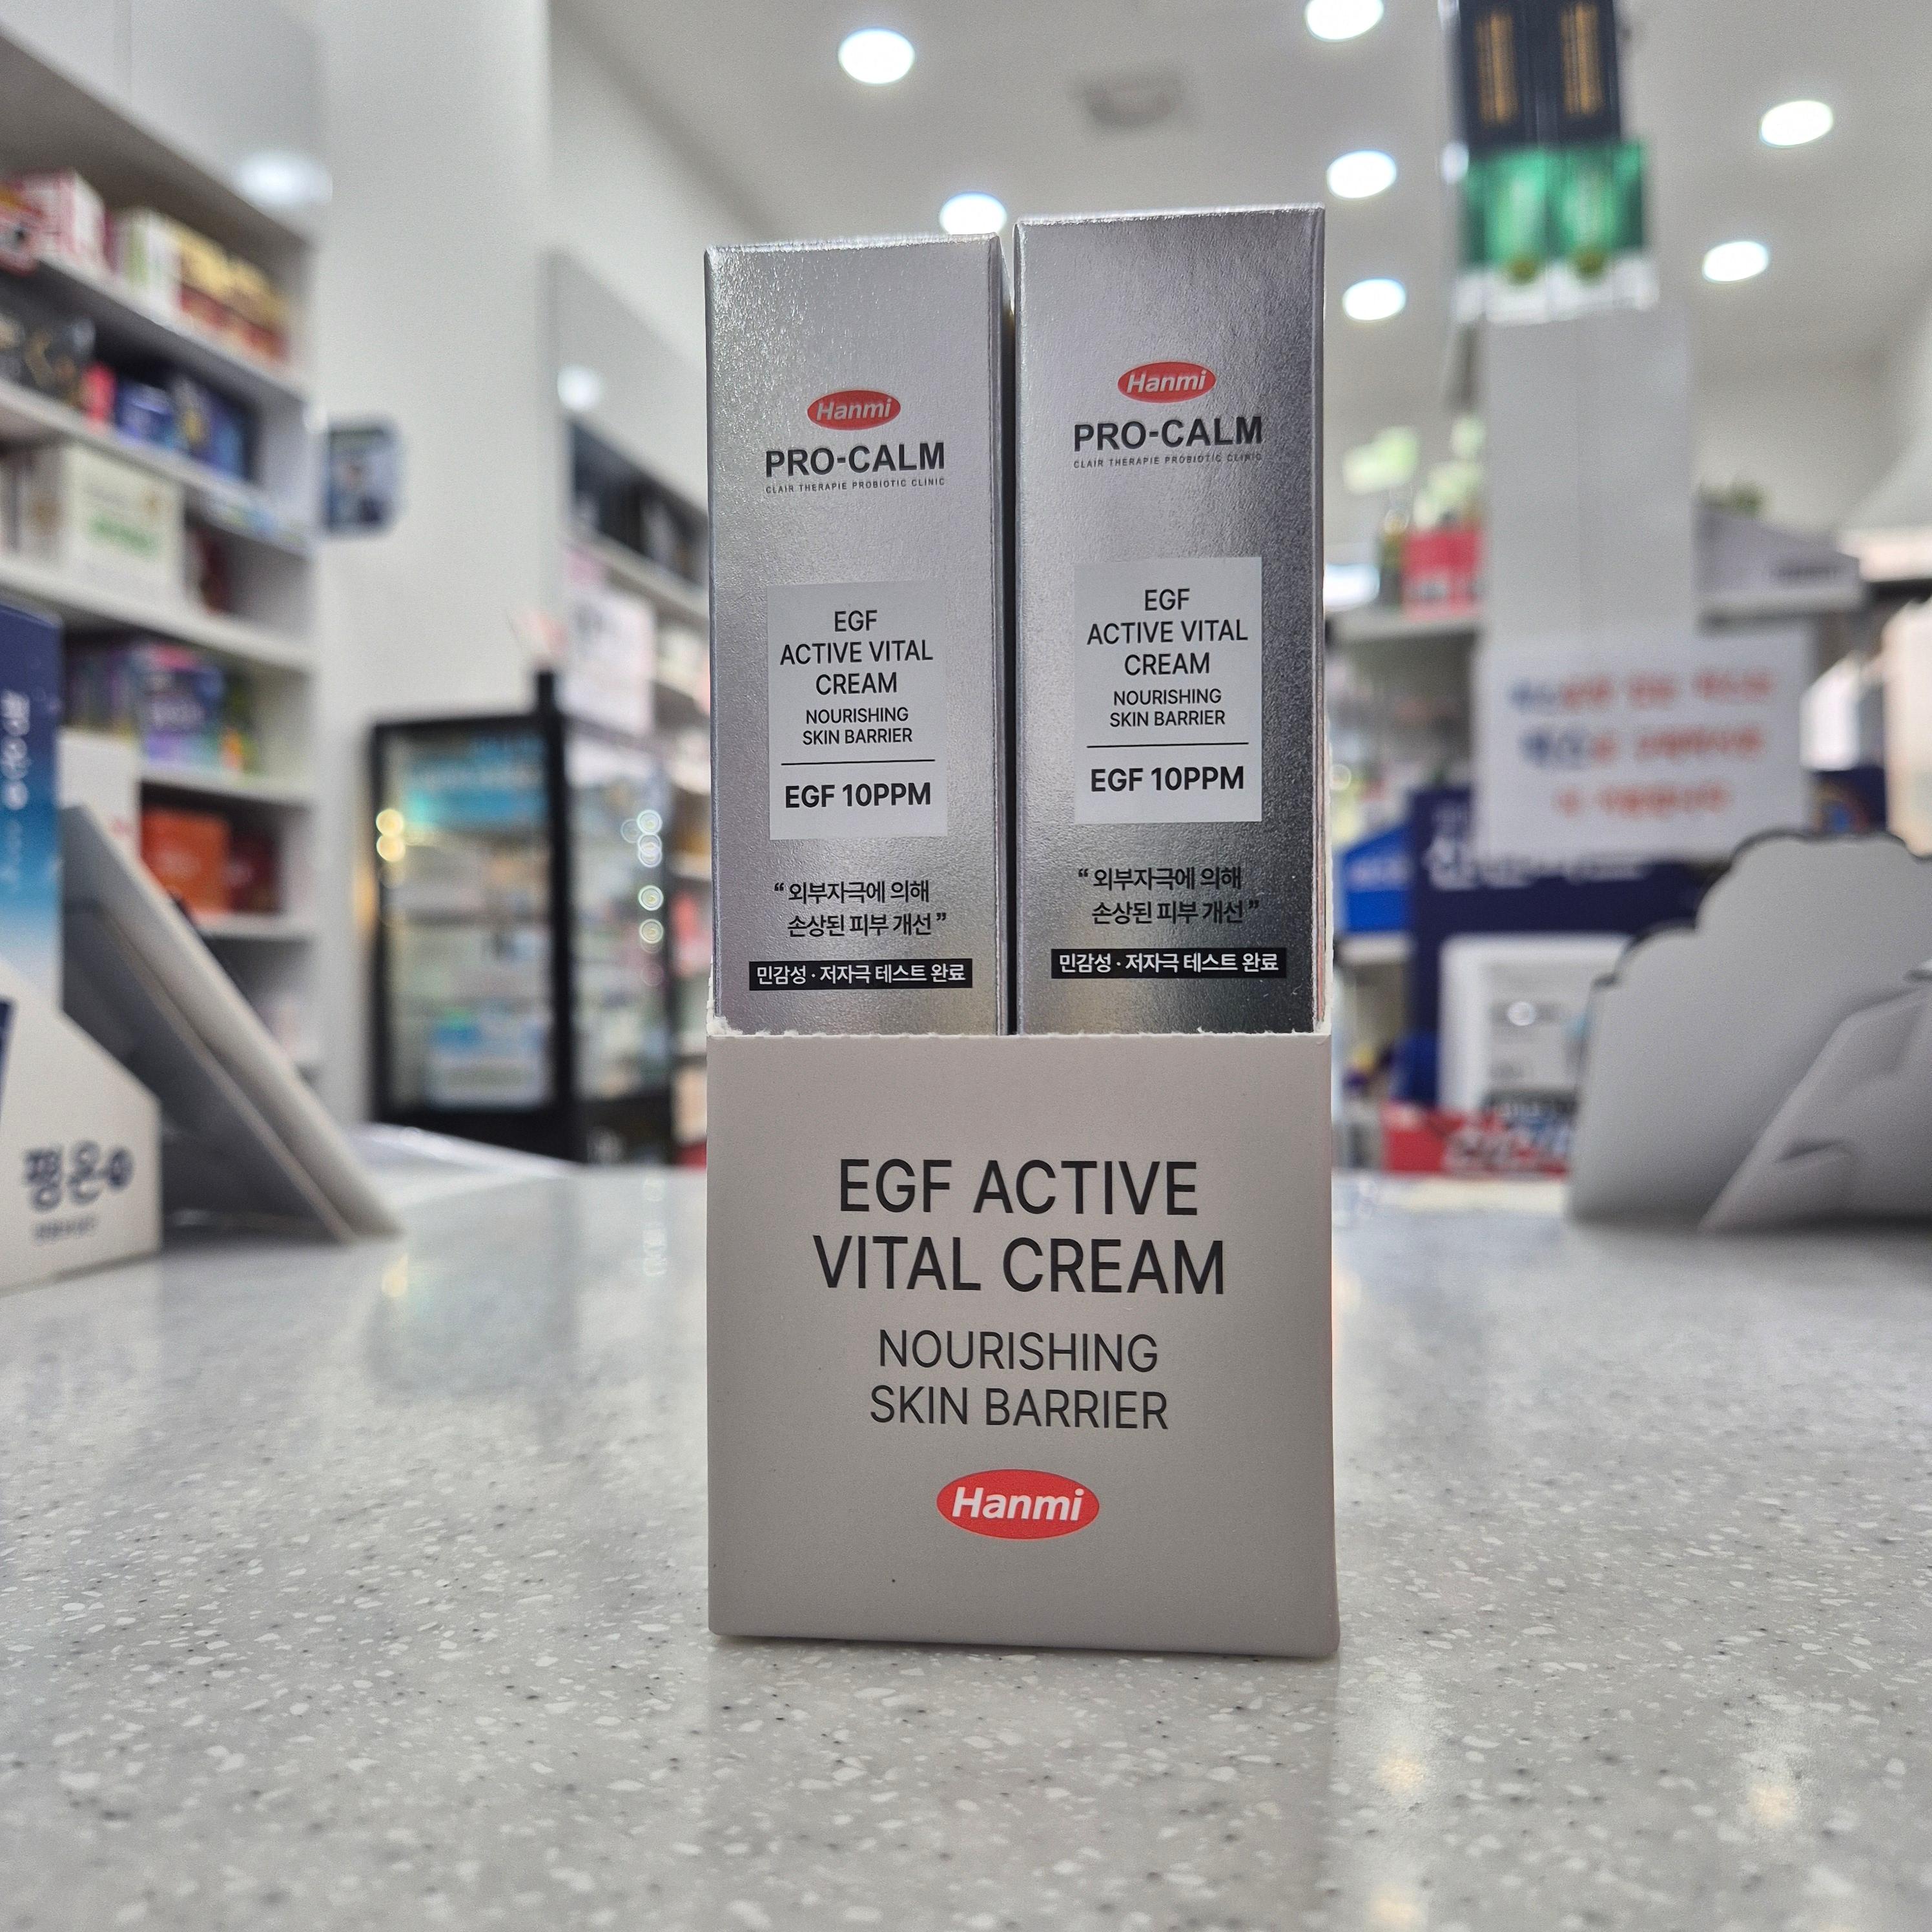 Hanmi
PRO-CALM
CLAIR THERAPIE PROBIOTIC CLINIC
EGF
ACTIVE VITAL
CREAM
NOURISHING
SKIN BARRIER
EGF 10PPM
“ 외부자극에 의해
손상된 피부 개선 ”
민감성 · 저자극 테스트 완료
Hanmi
PRO-CALM
CLAIR THERAPIE PROBIOTIC CLINIC
EGF
ACTIVE VITAL
CREAM
NOURISHING
SKIN BARRIER
EGF 10PPM
“ 외부자극에 의해
손상된 피부 개선 ”
민감성 · 저자극 테스트 완료
EGF ACTIVE
VITAL CREAM
NOURISHING
SKIN BARRIER
Hanmi
평온